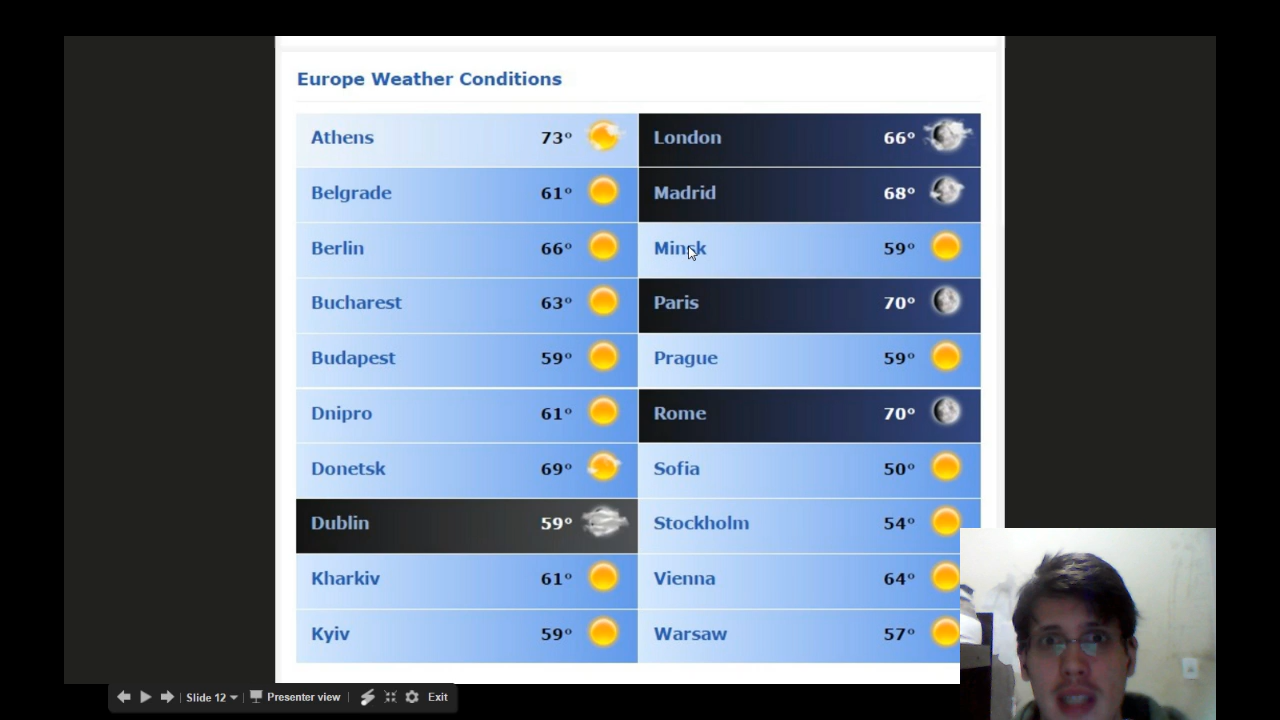 Europe Weather Conditions
Athens 73°
London 66°
Belgrade 61°
Madrid 68°
Berlin 66°
Minsk 59°
Bucharest 63°
Paris 70°
Budapest 59°
Prague 59°
Dnipro 61°
Rome 70°
Donetsk 69°
Sofia 50°
Dublin 59°
Stockholm 54°
Kharkiv 61°
Vienna 64°
Kyiv 59°
Warsaw 57°
Slide 12 Presenter view Exit